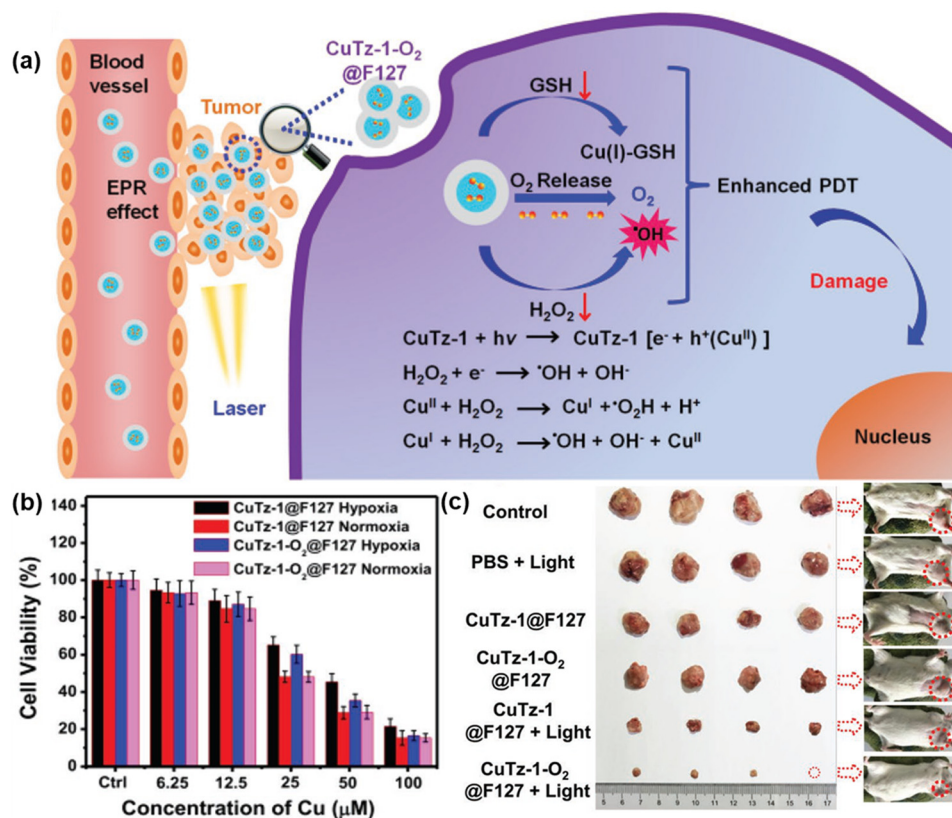 (a)
Blood
vessel
EPR
effect
Tumor
Laser
CuTz-1-O₂
@F127
GSH
Cu(I)-GSH
O₂ Release
O₂
•OH
H₂O₂
Enhanced PDT
Damage
Nucleus
CuTz-1 + hν → CuTz-1 [e⁻ + h⁺(Cuᴵᴵ) ]
H₂O₂ + e⁻ → •OH + OH⁻
Cuᴵᴵ + H₂O₂ → Cuᴵ +•O₂H + H⁺
Cuᴵ + H₂O₂ →•OH + OH⁻ + Cuᴵᴵ
(b)
Cell Viability (%)
140
120
100
80
60
40
20
0
CuTz-1@F127 Hypoxia
CuTz-1@F127 Normoxia
CuTz-1-O₂@F127 Hypoxia
CuTz-1-O₂@F127 Normoxia
Ctrl 6.25 12.5 25 50 100
Concentration of Cu (μM)
(c)
Control
PBS + Light
CuTz-1@F127
CuTz-1-O₂
@F127
CuTz-1
@F127 + Light
CuTz-1-O₂
@F127 + Light
5 6 7 8 9 10 11 12 13 14 15 16 17